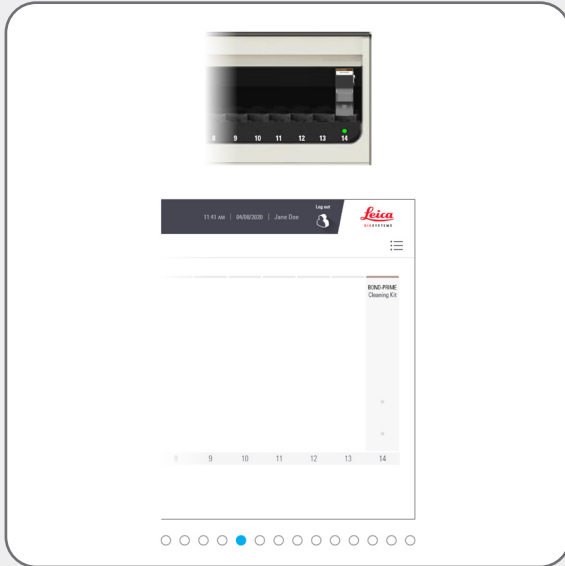 8 9 10 11 12 13 14
Log out
11:41 AM | 04/08/2020 | Jane Doe
Leica
BIOSYSTEMS
BOND-PRIME
Cleaning Kit
8 9 10 11 12 13 14